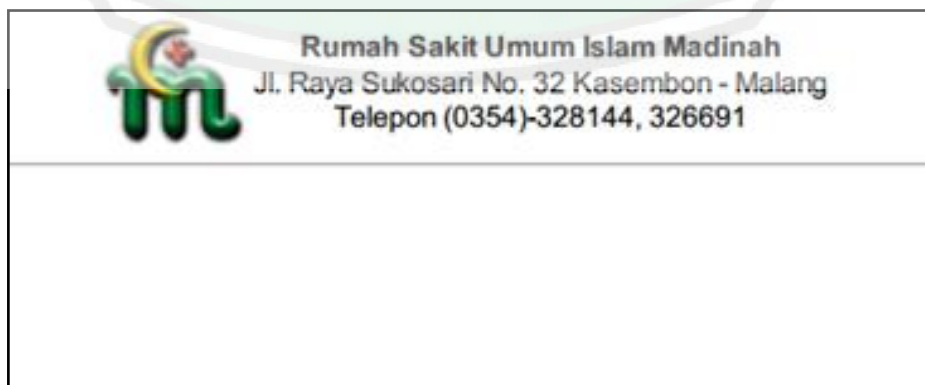 Rumah Sakit Umum Islam Madinah
Jl. Raya Sukosari No. 32 Kasembon - Malang
Telepon (0354)-328144, 326691